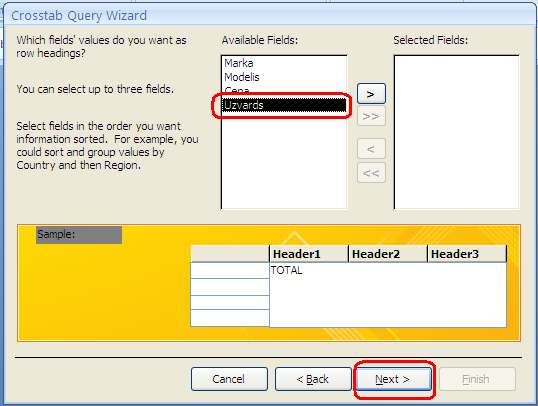 Crosstab Query Wizard
Which fields' values do you want as
row headings?
You can select up to three fields.
Select fields in the order you want
information sorted.  For example, you
could sort and group values by
Country and then Region.
Available Fields:
Marka
Modelis
Cena
Uzvards
>
>>
<
<<
Selected Fields:
Sample:
Header1 Header2 Header3
TOTAL
Cancel
< Back
Next >
Finish